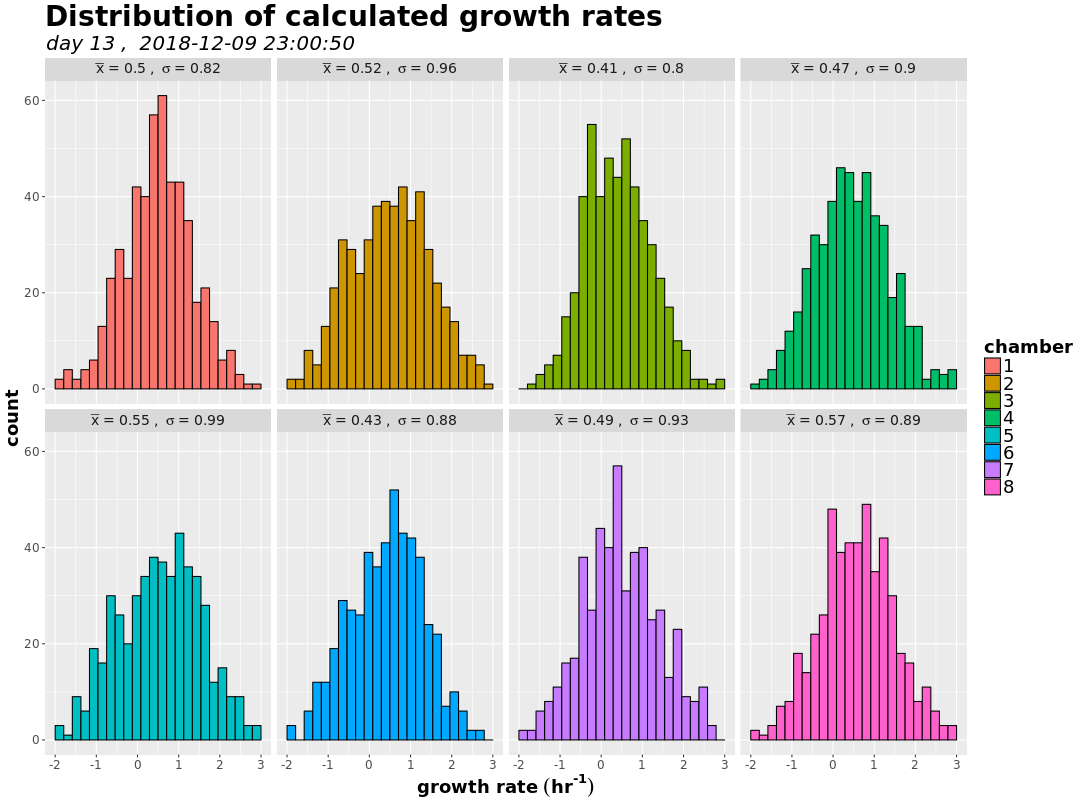 Distribution of calculated growth rates
day 13 ,  2018-12-09 23:00:50
x̅ = 0.5 ,  σ = 0.82
x̅ = 0.52 ,  σ = 0.96
x̅ = 0.41 ,  σ = 0.8
x̅ = 0.47 ,  σ = 0.9
60
40
20
0
x̅ = 0.55 ,  σ = 0.99
x̅ = 0.43 ,  σ = 0.88
x̅ = 0.49 ,  σ = 0.93
x̅ = 0.57 ,  σ = 0.89
60
40
20
0
-2 -1 0 1 2 3
-2 -1 0 1 2 3
-2 -1 0 1 2 3
-2 -1 0 1 2 3
count
growth rate (hr⁻¹)
chamber
1
2
3
4
5
6
7
8